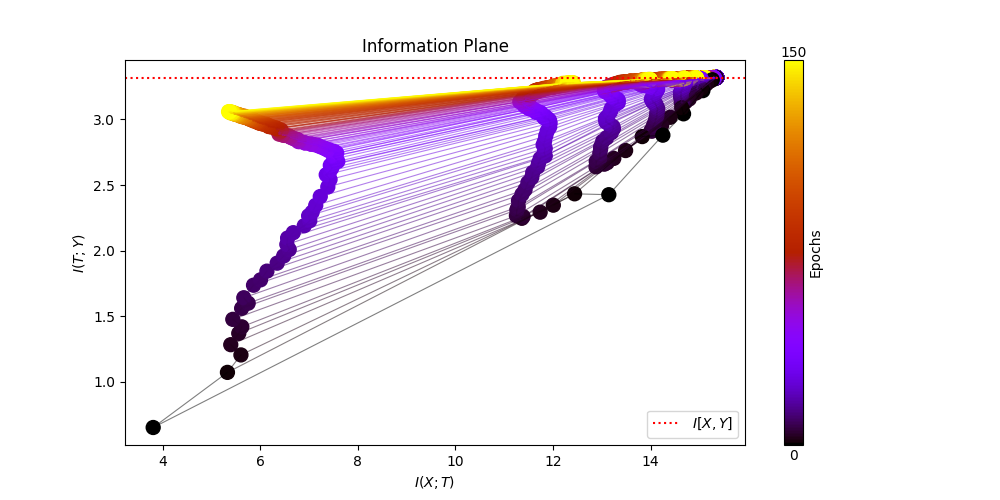 Information Plane
150
3.0
2.5
2.0
1.5
1.0
I(T; Y)
4
6
8
10
12
14
I(X; T)
I[X, Y]
Epochs
0